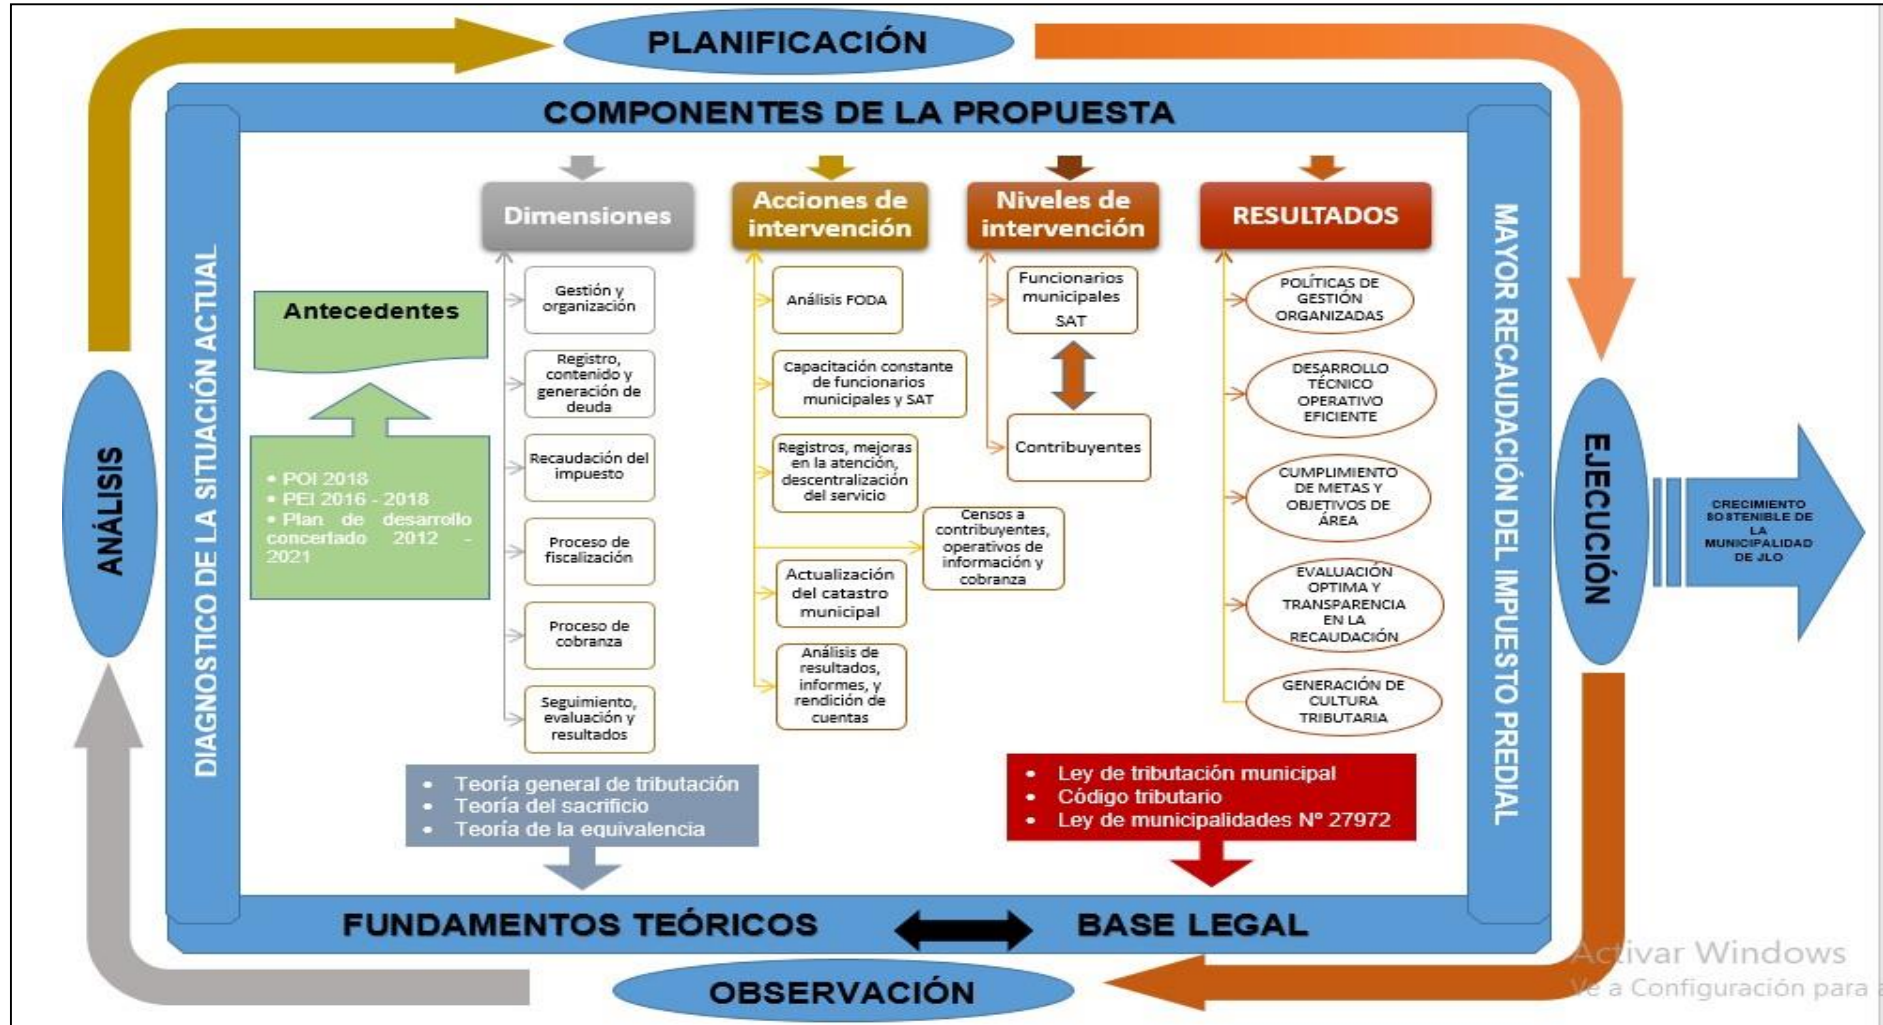 PLANIFICACIÓN
COMPONENTES DE LA PROPUESTA
ANÁLISIS
DIAGNOSTICO DE LA SITUACIÓN ACTUAL
Antecedentes
• POI 2018
• PEI 2016 - 2018
• Plan de desarrollo
concertado 2012 -
2021
Dimensiones
Gestión y
organización
Registro,
contenido y
generación de
deuda
Recaudación del
impuesto
Proceso de
fiscalización
Proceso de
cobranza
Seguimiento,
evaluación y
resultados
Acciones de
intervención
Análisis FODA
Capacitación constante
de funcionarios
municipales y SAT
Registros, mejoras
en la atención,
descentralización
del servicio
Censos a
contribuyentes,
operativos de
información y
cobranza
Actualización
del catastro
municipal
Análisis de
resultados,
informes, y
rendición de
cuentas
Niveles de
intervención
Funcionarios
municipales
SAT
Contribuyentes
RESULTADOS
POLÍTICAS DE
GESTIÓN
ORGANIZADAS
DESARROLLO
TÉCNICO
OPERATIVO
EFICIENTE
CUMPLIMIENTO
DE METAS Y
OBJETIVOS DE
ÁREA
EVALUACIÓN
OPTIMA Y
TRANSPARENCIA
EN LA
RECAUDACIÓN
GENERACIÓN DE
CULTURA
TRIBUTARIA
MAYOR RECAUDACIÓN DEL IMPUESTO PREDIAL
EJECUCIÓN
CRECIMIENTO
SOSTENIBLE DE
LA
MUNICIPALIDAD
DE JLO
• Teoría general de tributación
• Teoría del sacrificio
• Teoría de la equivalencia
• Ley de tributación municipal
• Código tributario
• Ley de municipalidades Nº 27972
FUNDAMENTOS TEÓRICOS
BASE LEGAL
OBSERVACIÓN
Activar Windows
Ve a Configuración para a